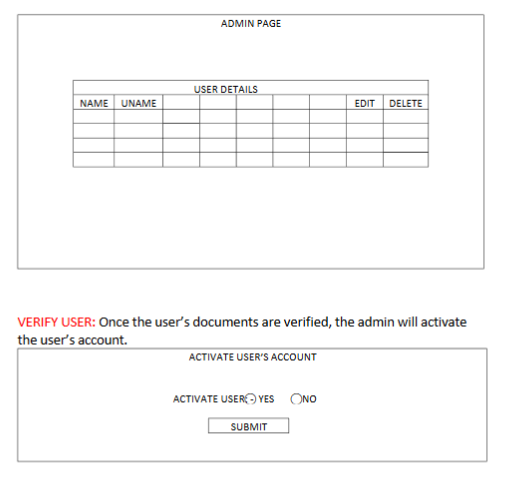 ADMIN PAGE
USER DETAILS
NAME UNAME EDIT DELETE
VERIFY USER: Once the user's documents are verified, the admin will activate
the user's account.
ACTIVATE USER'S ACCOUNT
ACTIVATE USER YES NO
SUBMIT